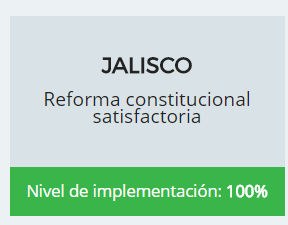 JALISCO
Reforma constitucional
satisfactoria
Nivel de implementación: 100%